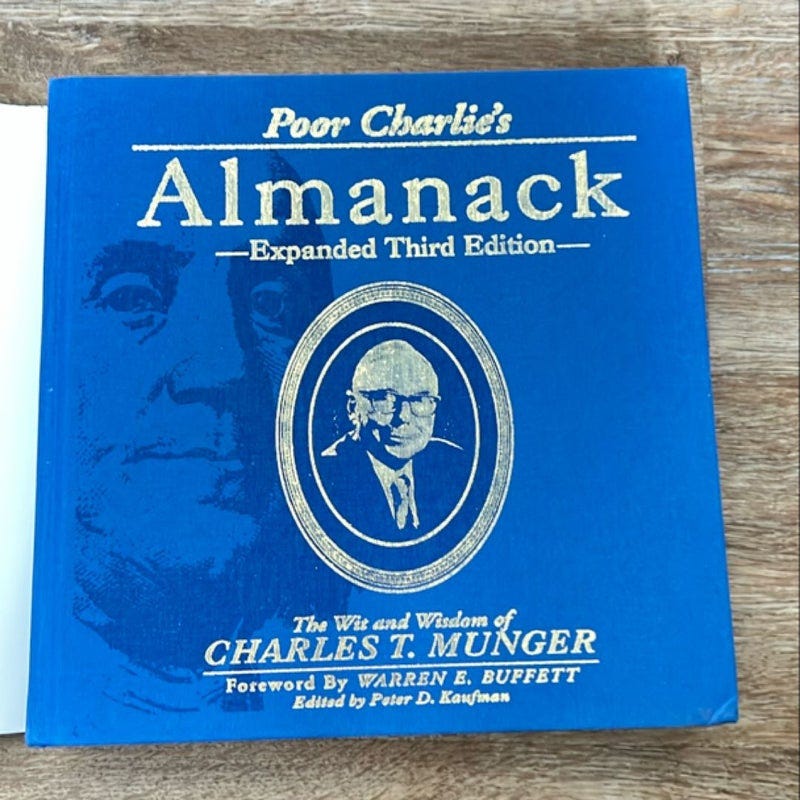 Poor Charlie's
Almanack
—Expanded Third Edition—
The Wit and Wisdom of
CHARLES T. MUNGER
Foreword By WARREN E. BUFFETT
Edited by Peter D. Kaufman